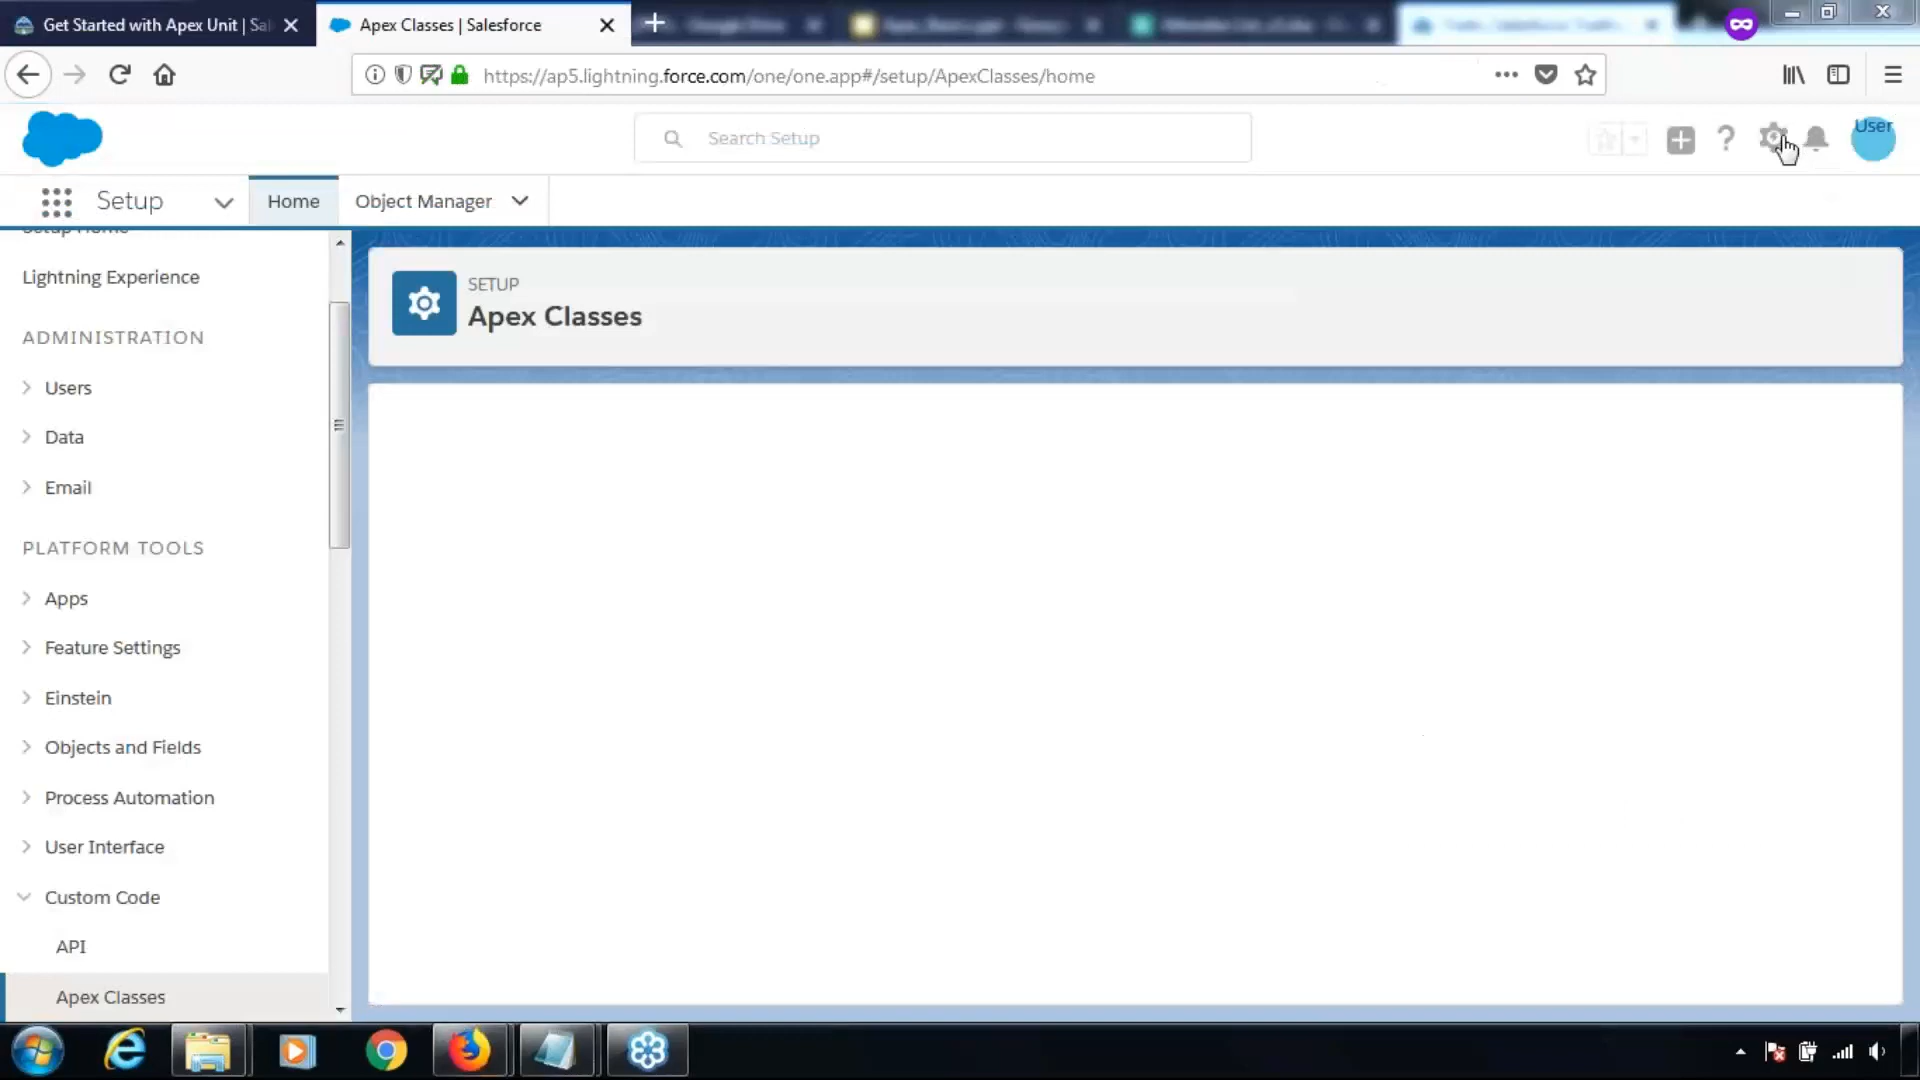 Get Started with Apex Unit | Sal
Apex Classes | Salesforce
https://ap5.lightning.force.com/one/one.app#/setup/ApexClasses/home
Search Setup
User
Setup
Home
Object Manager
Setup Home
Lightning Experience
ADMINISTRATION
Users
Data
Email
PLATFORM TOOLS
Apps
Feature Settings
Einstein
Objects and Fields
Process Automation
User Interface
Custom Code
API
Apex Classes
SETUP
Apex Classes